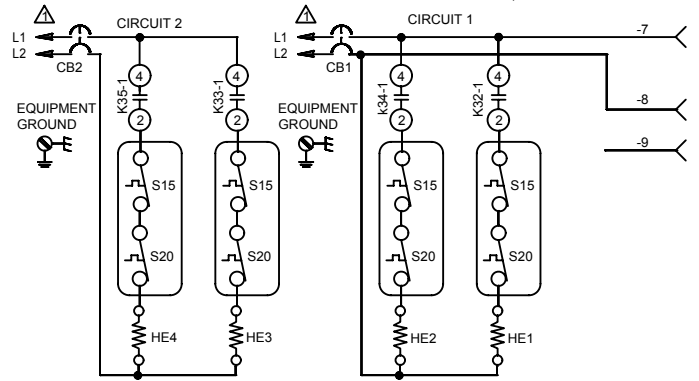 1 CIRCUIT 2 1 CIRCUIT 1
L1 L1 -7
L2 CB2 L2 CB1
4 4 4 4
K35-1 K33-1 k34-1 K32-1 -8
EQUIPMENT GROUND EQUIPMENT GROUND
2 2 2 2
-9
S15 S15 S15 S15
S20 S20 S20 S20
HE4 HE3 HE2 HE1